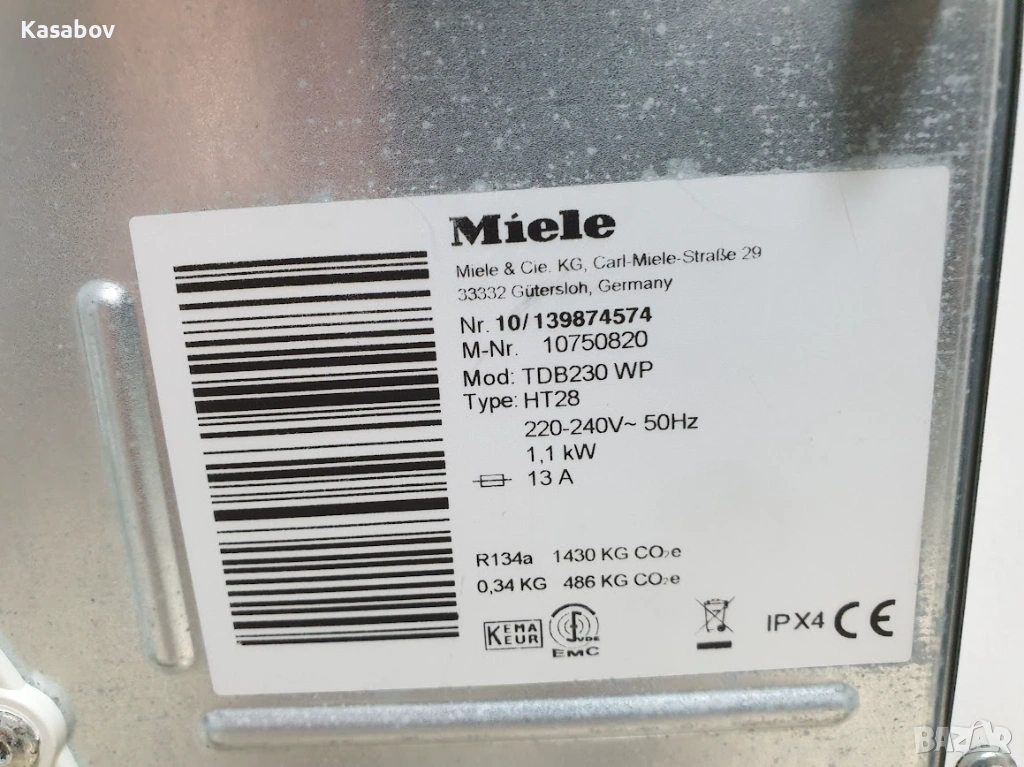 Kasabov
Miele
Miele & Cie. KG, Carl-Miele-Straße 29
33332 Gütersloh, Germany
Nr. 10/139874574
M-Nr. 10750820
Mod: TDB230 WP
Type: HT28
220-240V~ 50Hz
1,1 kW
13 A
R134a 1430 KG CO₂e
0,34 KG 486 KG CO₂e
KEMA
EUR
VDE
EMC
IPX4 CE
BAZAR